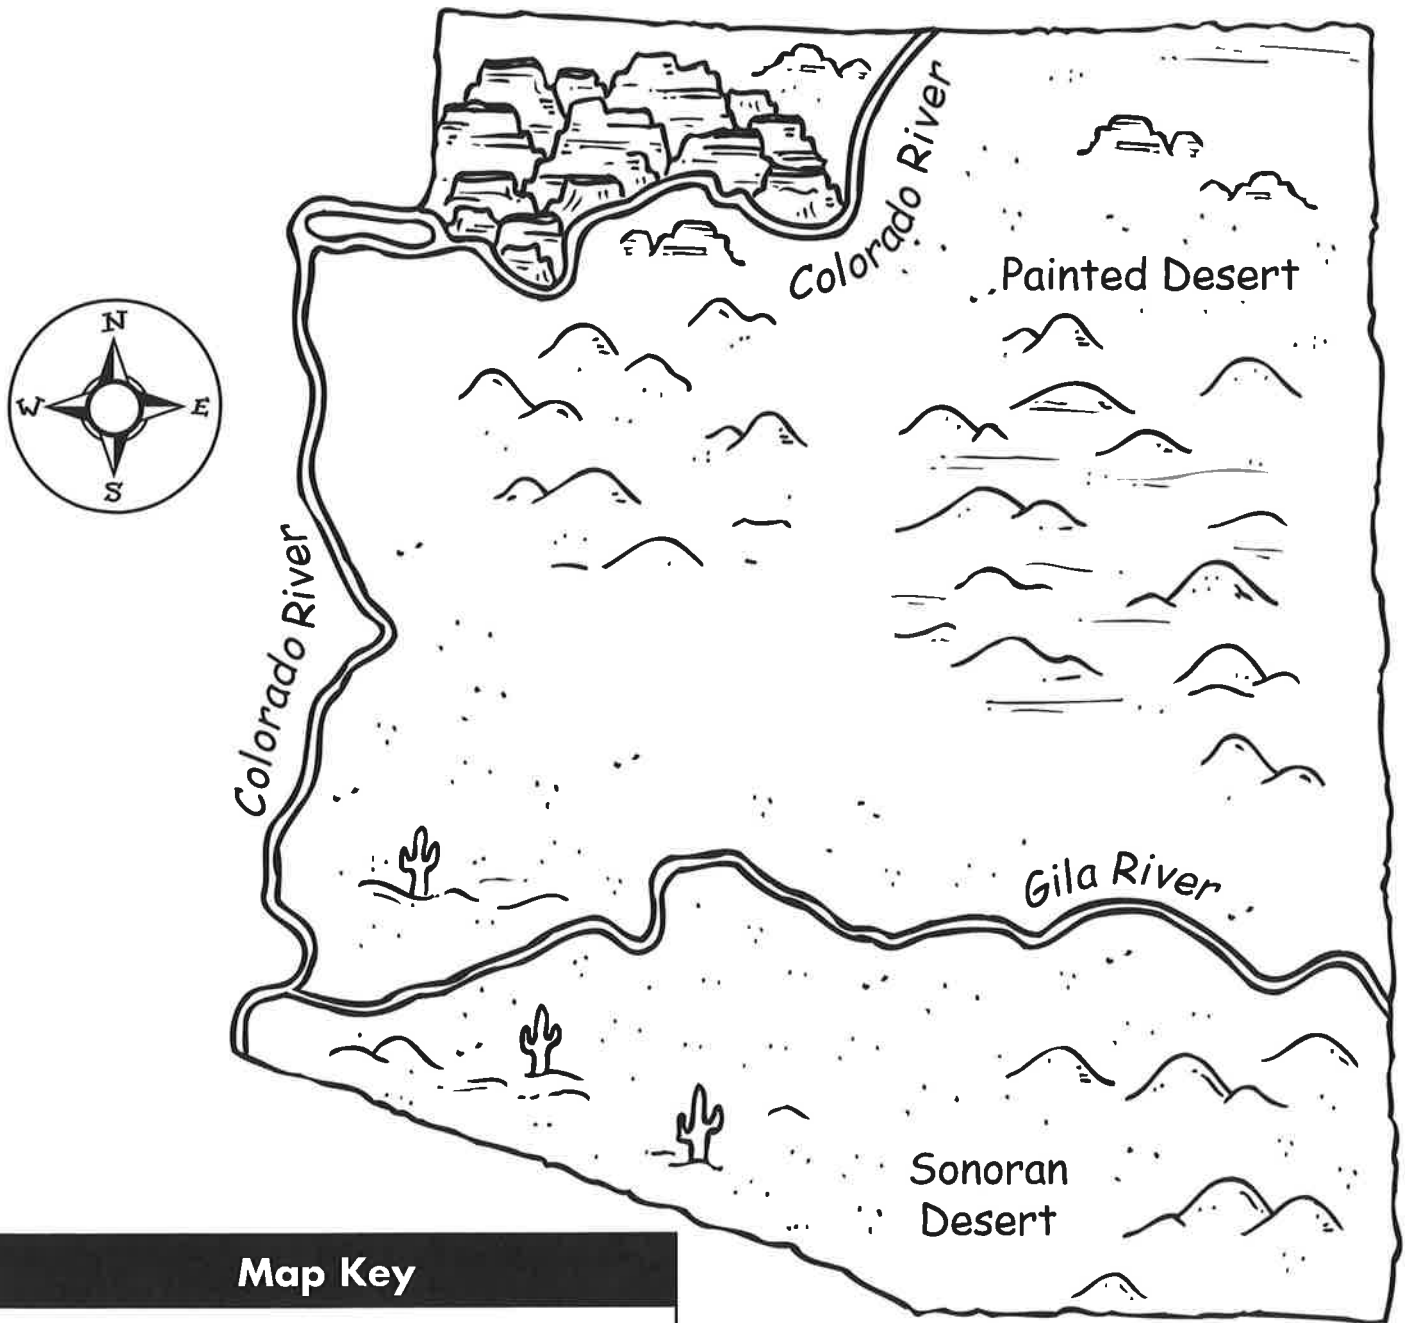 Colorado River
Painted Desert
N
W E
S
Colorado River
Gila River
Sonoran
Desert
Map Key